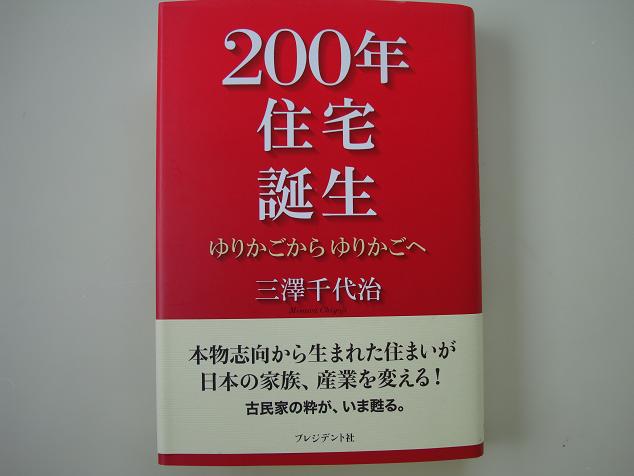 200年
住宅
誕生
ゆりかごから ゆりかごへ
三澤千代治
Misawa Chiyoji
本物志向から生まれた住まいが
日本の家族、産業を変える!
古民家の粋が、いま甦る。
プレジデント社